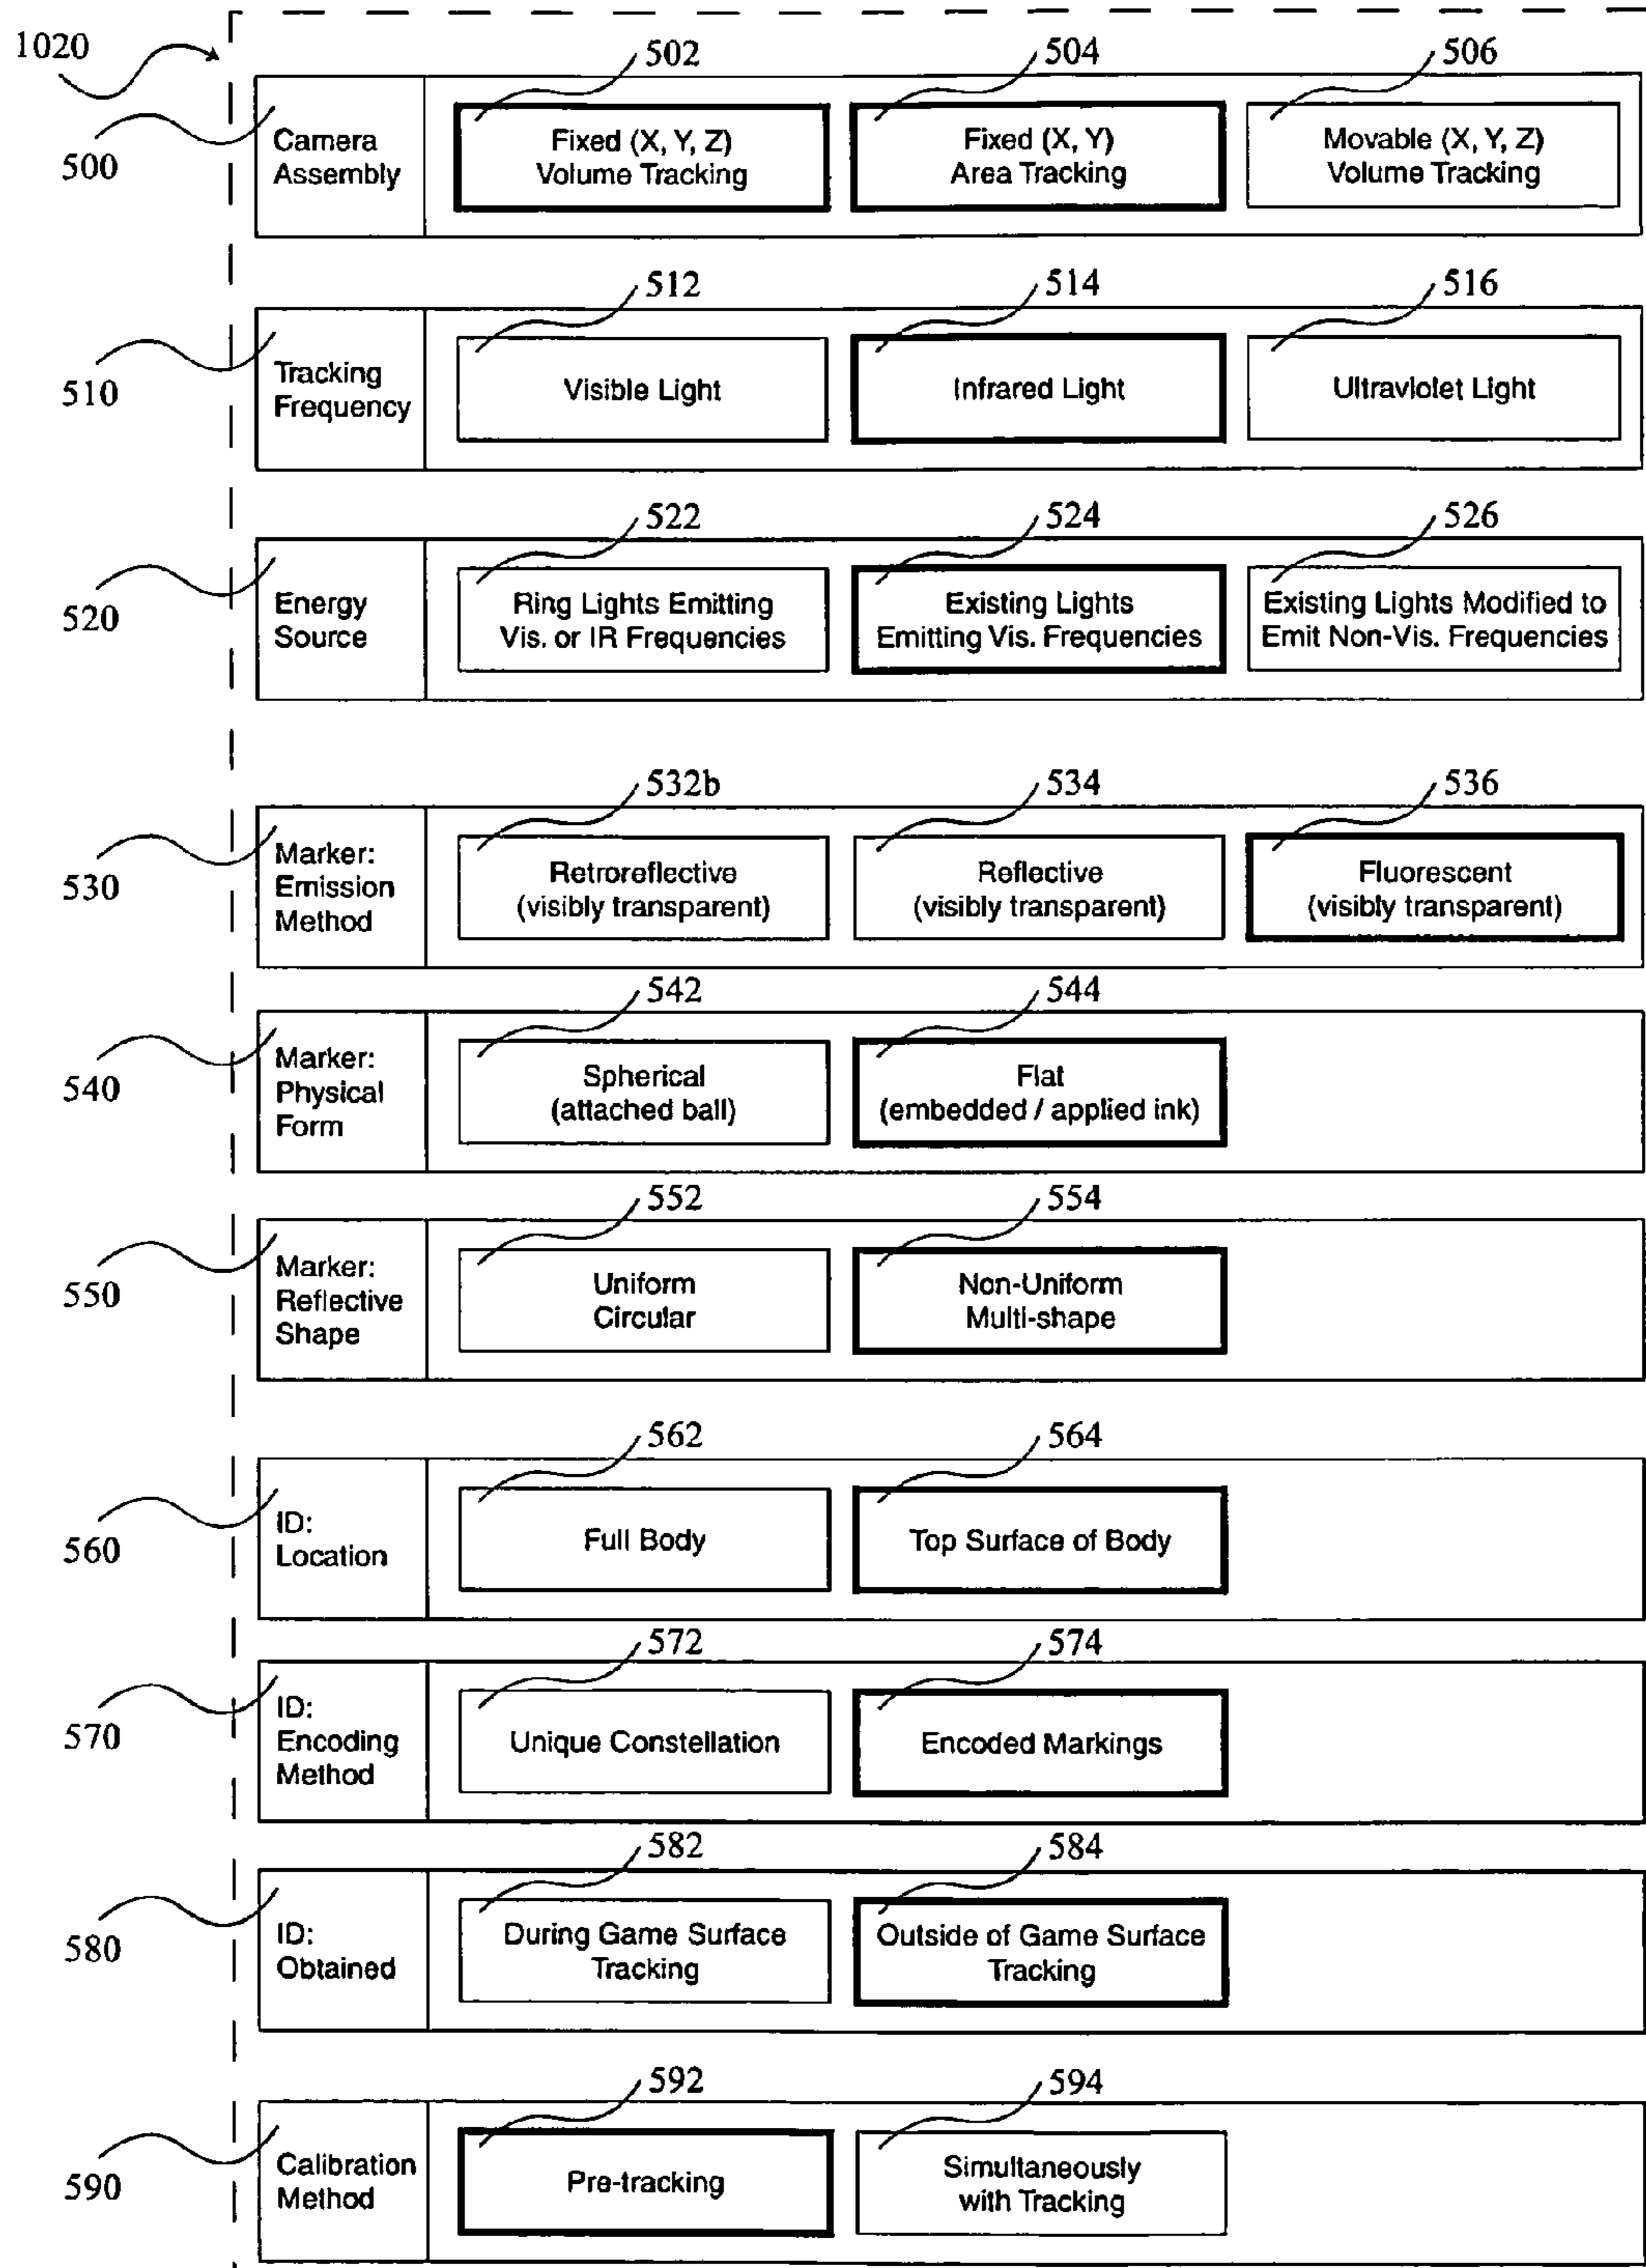 1020
502
504
506
500
Camera
Assembly
Fixed (X, Y, Z)
Volume Tracking
Fixed (X, Y)
Area Tracking
Movable (X, Y, Z)
Volume Tracking
512
514
516
510
Tracking
Frequency
Visible Light
Infrared Light
Ultraviolet Light
522
524
526
520
Energy
Source
Ring Lights Emitting
Vis. or IR Frequencies
Existing Lights
Emitting Vis. Frequencies
Existing Lights Modified to
Emit Non-Vis. Frequencies
532b
534
536
530
Marker:
Emission
Method
Retroreflective
(visibly transparent)
Reflective
(visibly transparent)
Fluorescent
(visibly transparent)
542
544
540
Marker:
Physical
Form
Spherical
(attached ball)
Flat
(embedded / applied ink)
552
554
550
Marker:
Reflective
Shape
Uniform
Circular
Non-Uniform
Multi-shape
562
564
560
ID:
Location
Full Body
Top Surface of Body
572
574
570
ID:
Encoding
Method
Unique Constellation
Encoded Markings
582
584
580
ID:
Obtained
During Game Surface
Tracking
Outside of Game Surface
Tracking
592
594
590
Calibration
Method
Pre-tracking
Simultaneously
with Tracking